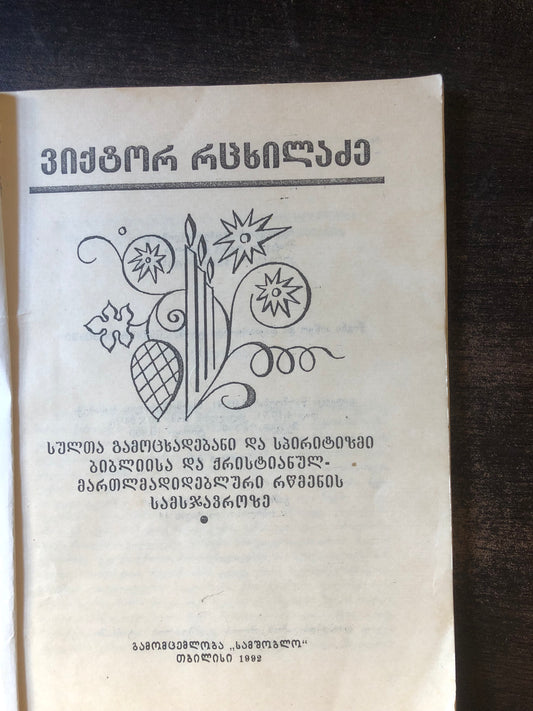 ვიქტორ რცხილაძე
სულთა გამოცხადებანი და სპირიტიზმი
ბიბლიისა და ქრისტიანულ-
მართლმადიდებლური რწმენის
სამსჯავროზე
გამომცემლობა „სამშობლო“
თბილისი 1992